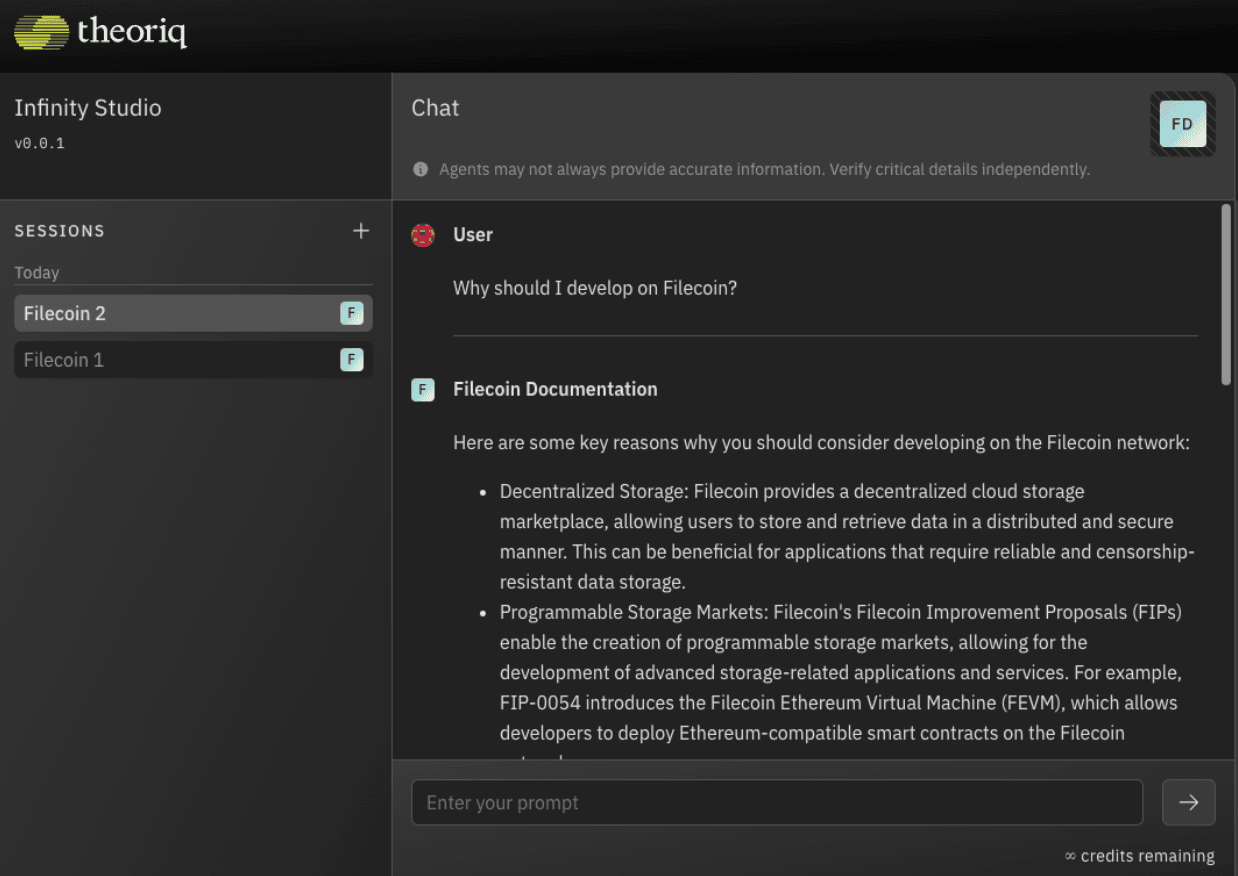 theoriq
Infinity Studio
v0.0.1
SESSIONS
Today
Filecoin 2
F
Filecoin 1
F
Chat
FD
Agents may not always provide accurate information. Verify critical details independently.
User
Why should I develop on Filecoin?
F
Filecoin Documentation
Here are some key reasons why you should consider developing on the Filecoin network:
• Decentralized Storage: Filecoin provides a decentralized cloud storage
marketplace, allowing users to store and retrieve data in a distributed and secure
manner. This can be beneficial for applications that require reliable and censorship-
resistant data storage.
• Programmable Storage Markets: Filecoin's Filecoin Improvement Proposals (FIPs)
enable the creation of programmable storage markets, allowing for the
development of advanced storage-related applications and services. For example,
FIP-0054 introduces the Filecoin Ethereum Virtual Machine (FEVM), which allows
developers to deploy Ethereum-compatible smart contracts on the Filecoin
Enter your prompt
∞ credits remaining